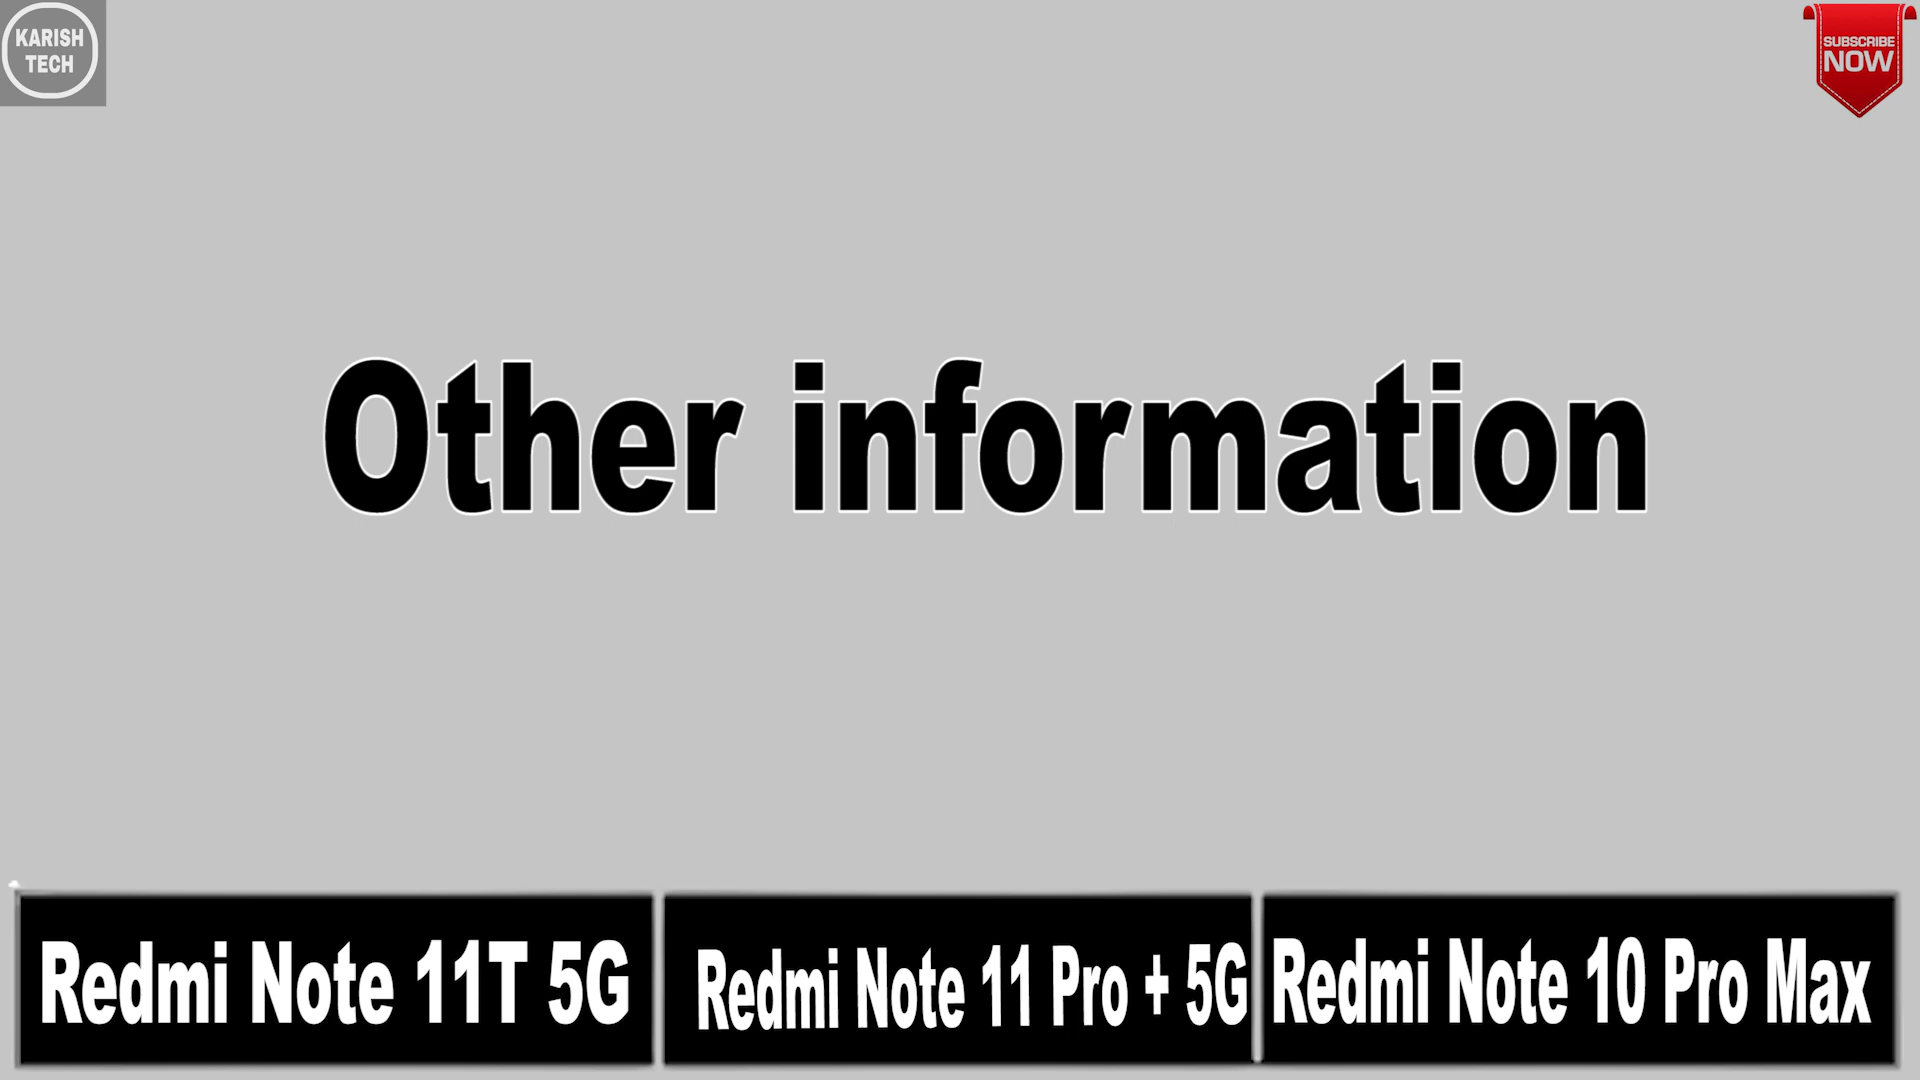 KARISH
TECH
SUBSCRIBE
NOW
Other information
Redmi Note 11T 5G
Redmi Note 11 Pro + 5G
Redmi Note 10 Pro Max